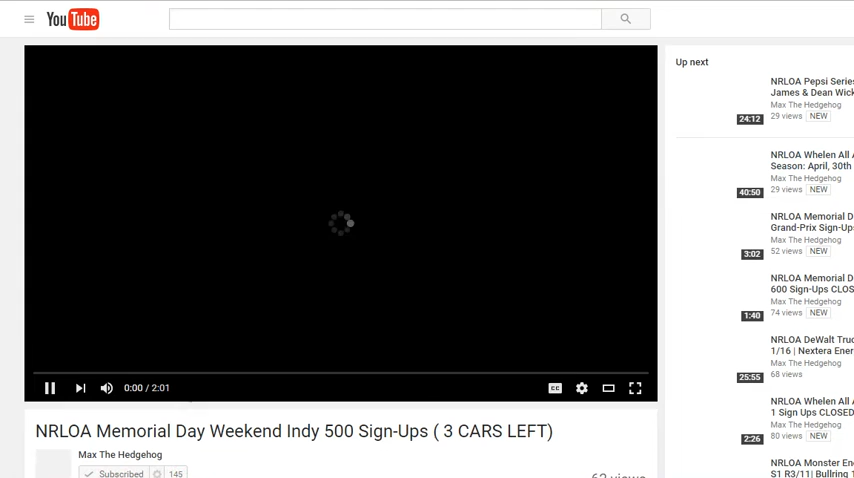 YouTube
Up next
NRLOA Pepsi Serie
James & Dean Wick
Max The Hedgehog
29 views NEW
24:12
NRLOA Whelen All
Season: April, 30th
Max The Hedgehog
29 views NEW
40:50
NRLOA Memorial D
Grand-Prix Sign-Ups
Max The Hedgehog
52 views NEW
3:02
NRLOA Memorial D
600 Sign-Ups CLOS
Max The Hedgehog
74 views NEW
1:40
NRLOA DeWalt Truc
1/16 | Nextera Ener
Max The Hedgehog
68 views
25:55
NRLOA Whelen All
1 Sign Ups CLOSED
Max The Hedgehog
80 views NEW
2:26
NRLOA Monster En
S1 R3/11| Bullring
0:00 / 2:01
CC
NRLOA Memorial Day Weekend Indy 500 Sign-Ups ( 3 CARS LEFT)
Max The Hedgehog
Subscribed 145
views